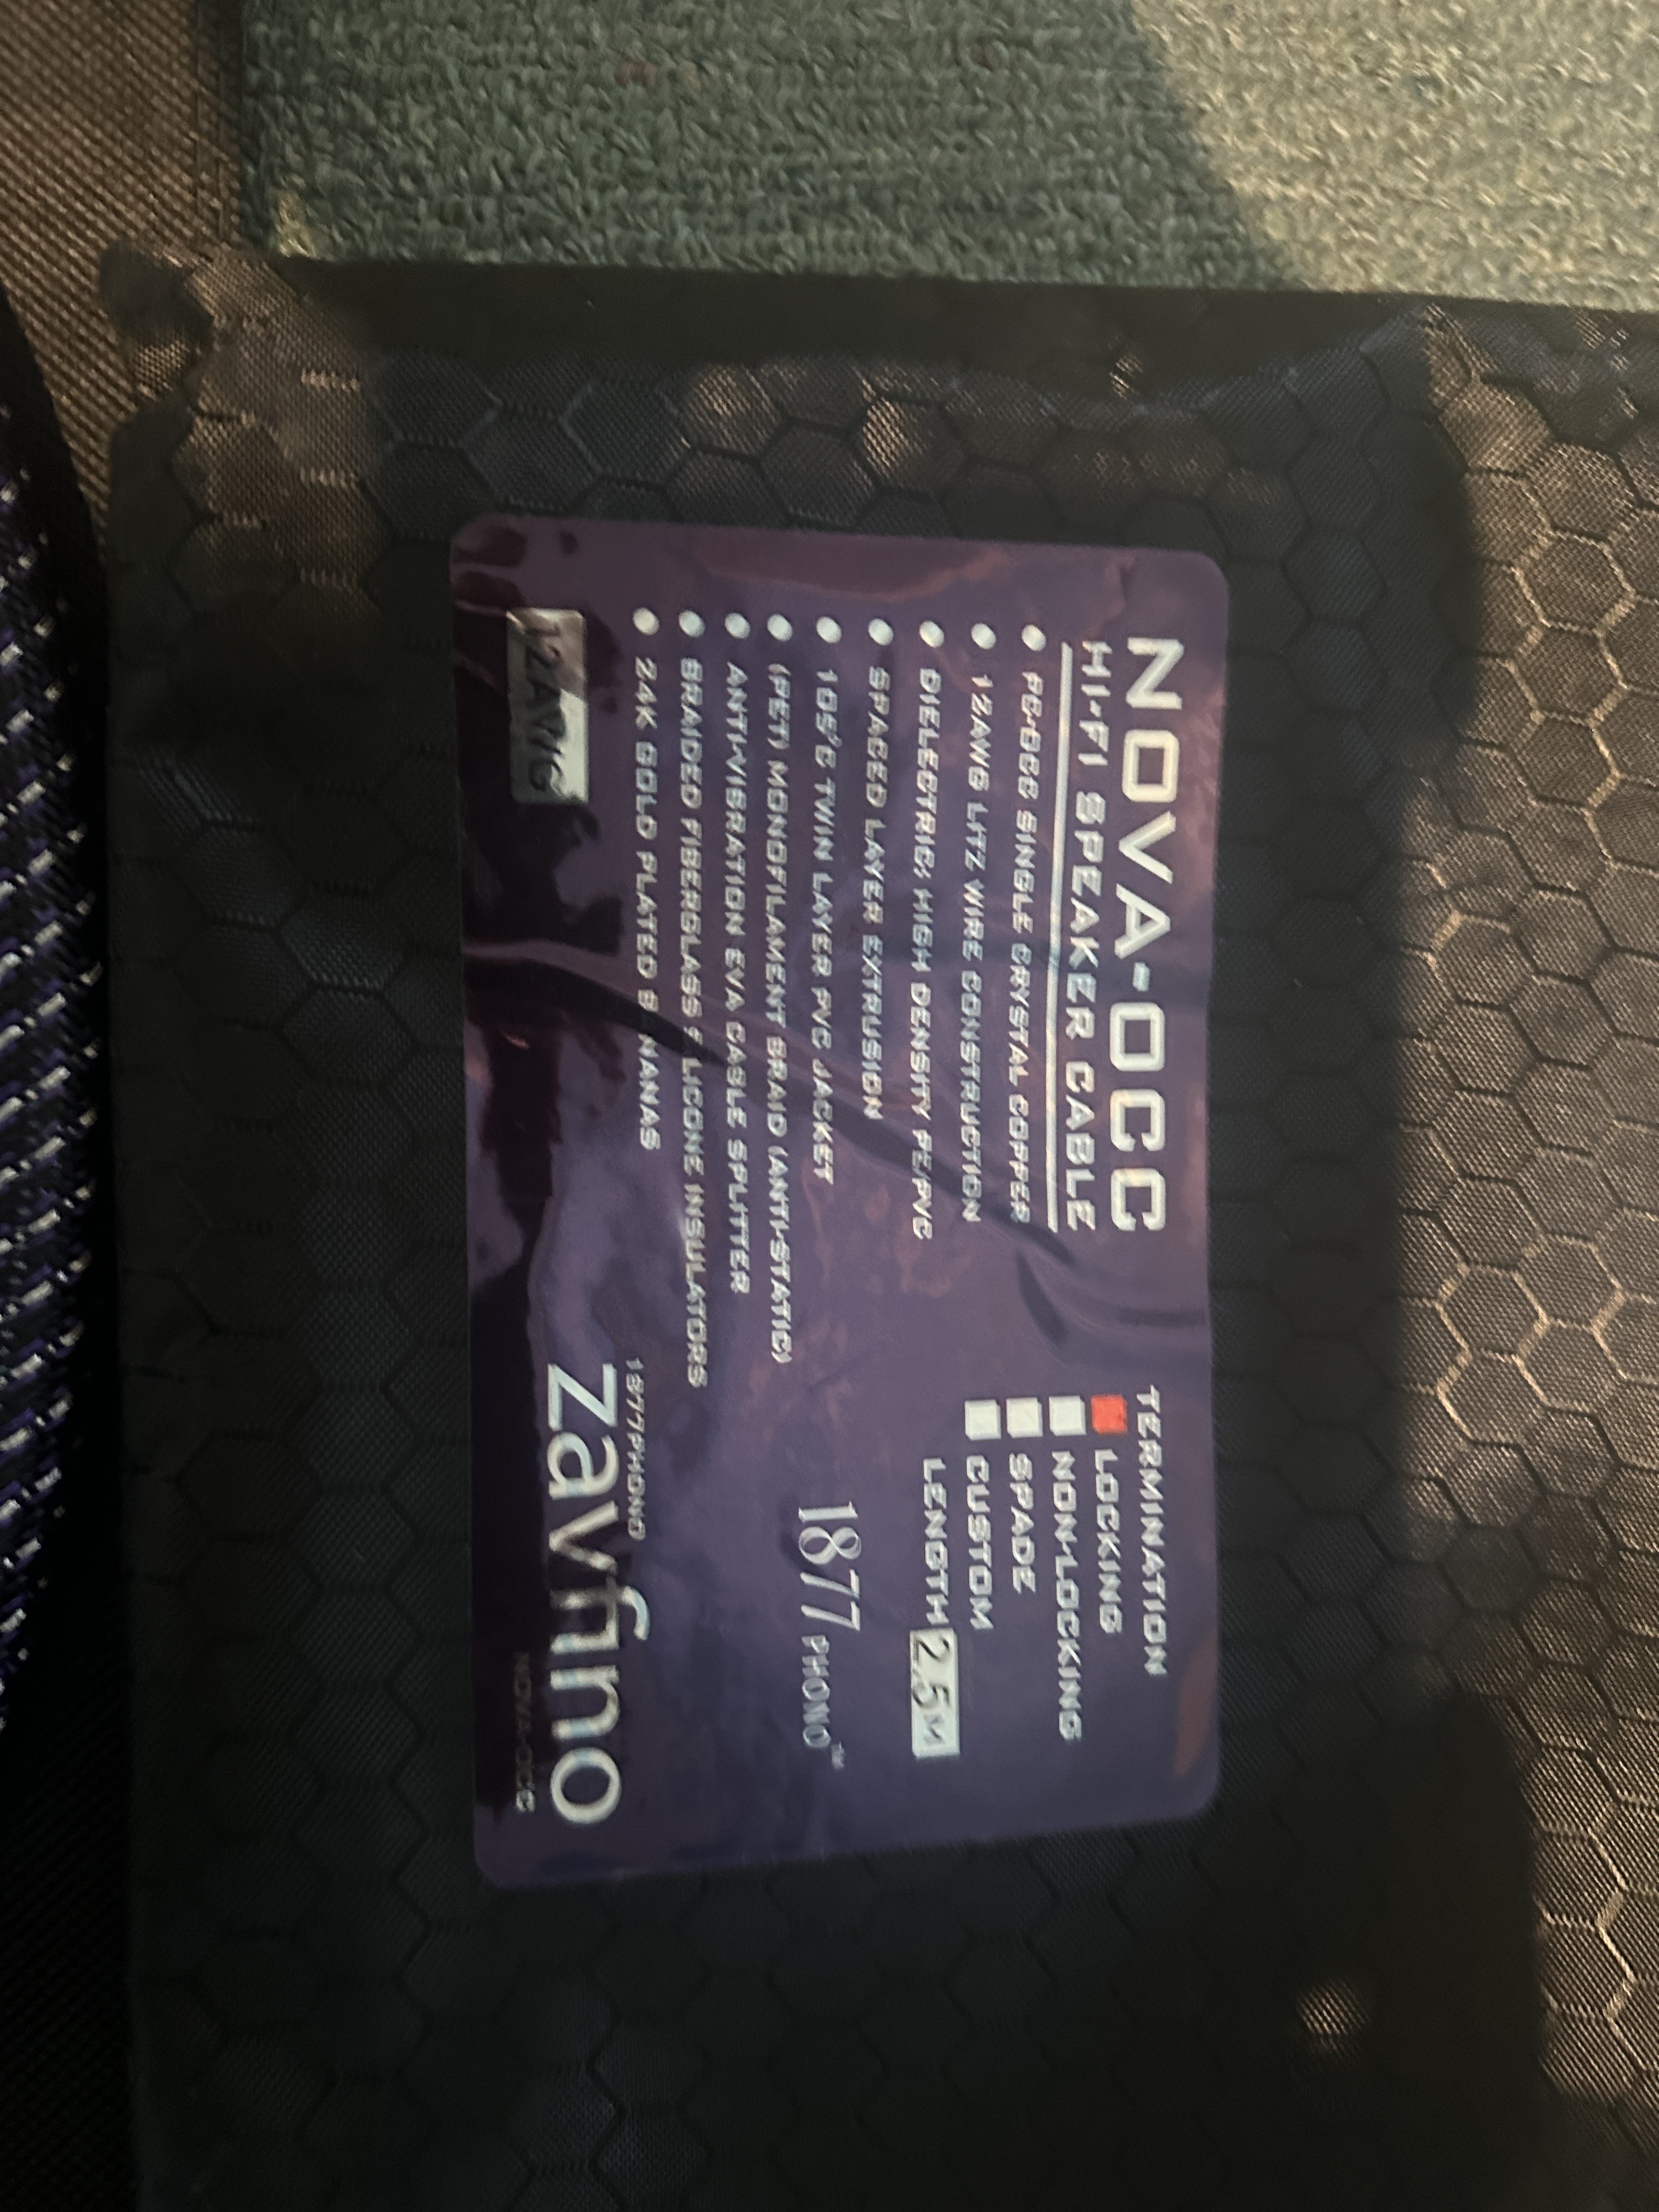 NOVA-OCC
HI-FI SPEAKER CABLE
PC-OCC SINGLE CRYSTAL COPPER
12AWG LITZ WIRE CONSTRUCTION
DIELECTRIC: HIGH DENSITY PE/PVC
SPACED LAYER EXTRUSION
105°C TWIN LAYER PVC JACKET
(PET) MONOFILAMENT BRAID (ANTI-STATIC)
ANTI-VIBRATION EVA CABLE SPLITTER
BRAIDED FIBERGLASS SILICONE INSULATORS
24K GOLD PLATED BANANAS
12AWG
TERMINATION
LOCKING
NON-LOCKING
SPADE
CUSTOM
LENGTH 2.5M
1877 PHONO™
1877PHONO
Zavfino
NOVA-OCC